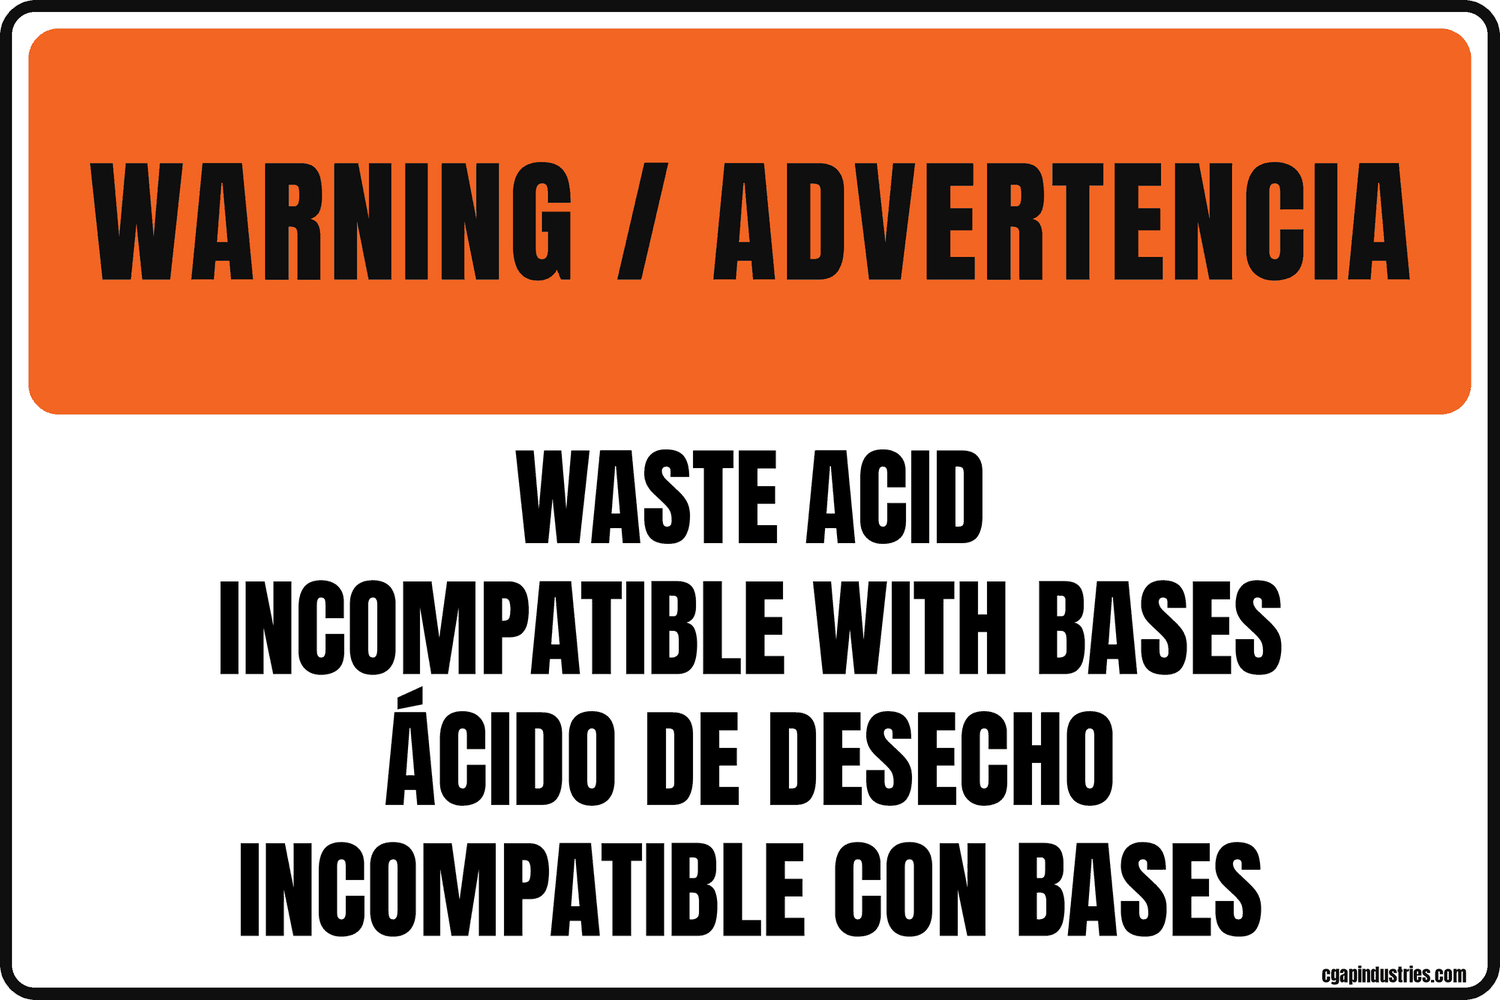 WARNING / ADVERTENCIA
WASTE ACID
INCOMPATIBLE WITH BASES
ÁCIDO DE DESECHO
INCOMPATIBLE CON BASES
cgapindustries.com